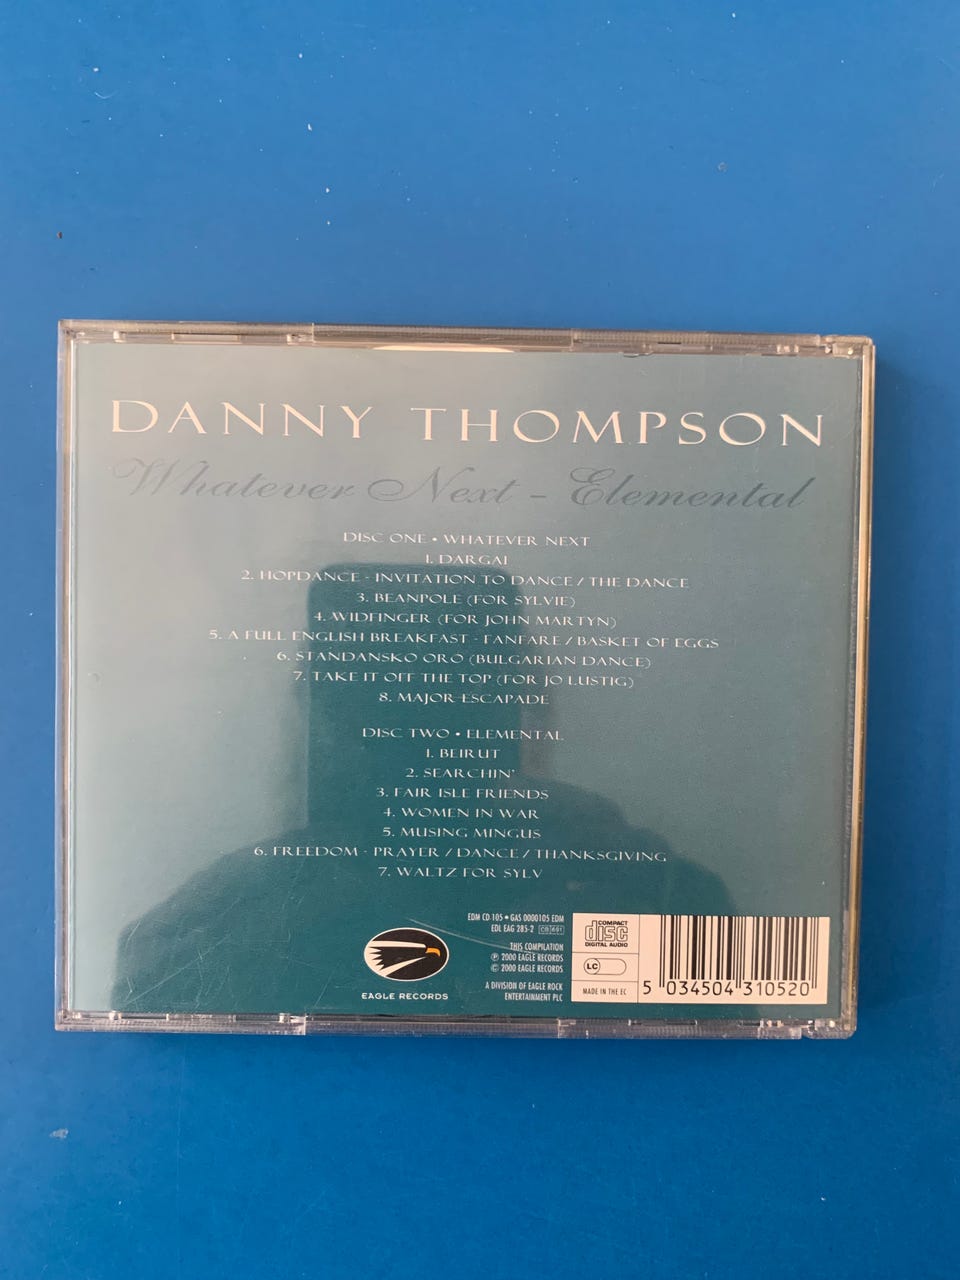 DANNY THOMPSON
Whatever Next - Elemental
DISC ONE • WHATEVER NEXT
1. DARGAI
2. HOPDANCE - INVITATION TO DANCE / THE DANCE
3. BEANPOLE (FOR SYLVIE)
4. WIDFINGER (FOR JOHN MARTYN)
5. A FULL ENGLISH BREAKFAST - FANFARE / BASKET OF EGGS
6. STANDANSKO ORO (BULGARIAN DANCE)
7. TAKE IT OFF THE TOP (FOR JO LUSTIG)
8. MAJOR ESCAPADE
DISC TWO • ELEMENTAL
1. BEIRUT
2. SEARCHIN'
3. FAIR ISLE FRIENDS
4. WOMEN IN WAR
5. MUSING MINGUS
6. FREEDOM - PRAYER / DANCE / THANKSGIVING
7. WALTZ FOR SYLV
EAGLE RECORDS
EDM CD 105 • GAS 0000105 EDM
EDL EAG 285-2 CB 691
THIS COMPILATION
℗ 2000 EAGLE RECORDS
© 2000 EAGLE RECORDS
A DIVISION OF EAGLE ROCK
ENTERTAINMENT PLC
COMPACT
disc
DIGITAL AUDIO
LC
MADE IN THE EC
5 034504 310520